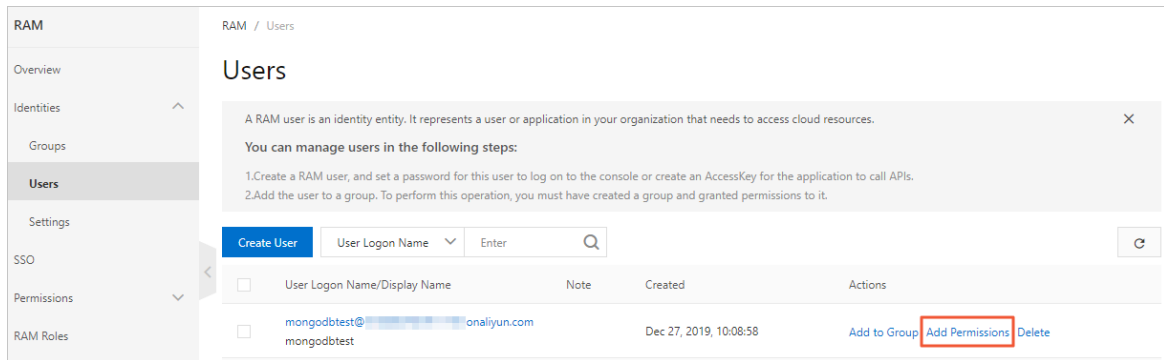 RAM
Overview
Identities
Groups
Users
Settings
SSO
Permissions
RAM Roles
RAM / Users
Users
A RAM user is an identity entity. It represents a user or application in your organization that needs to access cloud resources.
You can manage users in the following steps:
1.Create a RAM user, and set a password for this user to log on to the console or create an AccessKey for the application to call APIs.
2.Add the user to a group. To perform this operation, you must have created a group and granted permissions to it.
Create User User Logon Name Enter
User Logon Name/Display Name Note Created Actions
mongodbtest@ onaliyun.com
mongodbtest Dec 27, 2019, 10:08:58 Add to Group Add Permissions Delete